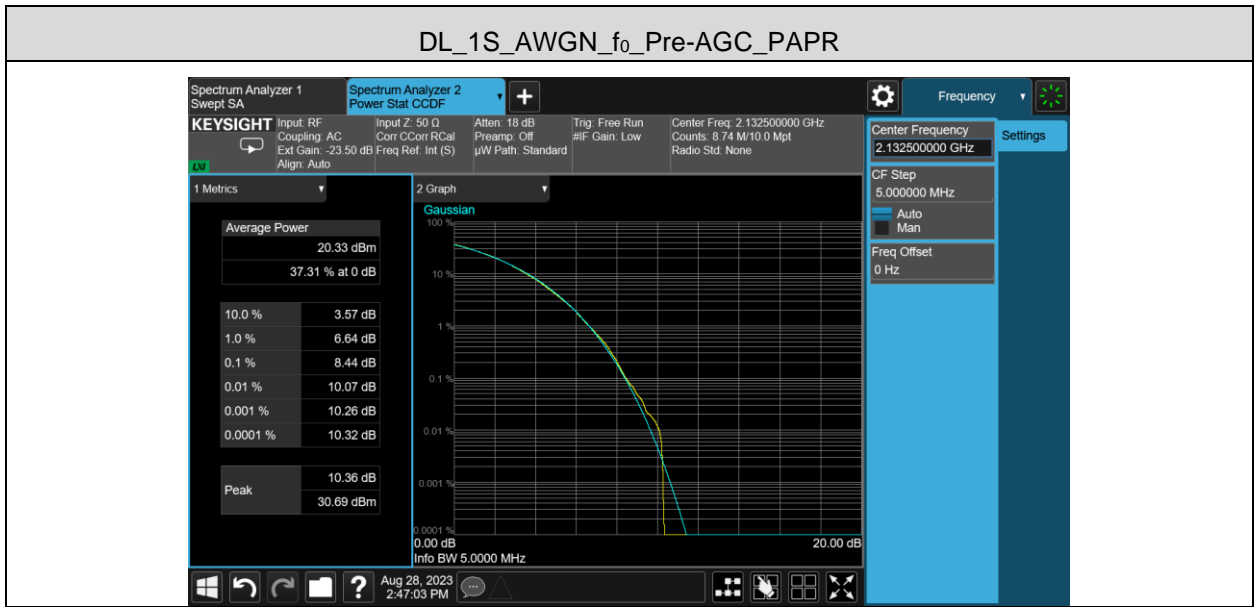 DL_1S_AWGN_f₀_Pre-AGC_PAPR
Spectrum Analyzer 1
Swept SA
Spectrum Analyzer 2
Power Stat CCDF
Frequency
KEYSIGHT
LXI
Input: RF
Coupling: AC
Ext Gain: -23.50 dB
Align: Auto
Input Z: 50 Ω
Corr CCorr RCal
Freq Ref: Int (S)
Atten: 18 dB
Preamp: Off
µW Path: Standard
Trig: Free Run
#IF Gain: Low
Center Freq: 2.132500000 GHz
Counts: 8.74 M/10.0 Mpt
Radio Std: None
Center Frequency
2.132500000 GHz
Settings
CF Step
5.000000 MHz
Auto
Man
Freq Offset
0 Hz
1 Metrics
Average Power
20.33 dBm
37.31 % at 0 dB
10.0 % 3.57 dB
1.0 % 6.64 dB
0.1 % 8.44 dB
0.01 % 10.07 dB
0.001 % 10.26 dB
0.0001 % 10.32 dB
Peak
10.36 dB
30.69 dBm
2 Graph
Gaussian
100 %
10 %
1 %
0.1 %
0.01 %
0.001 %
0.0001 %
0.00 dB
20.00 dB
Info BW 5.0000 MHz
?
Aug 28, 2023
2:47:03 PM